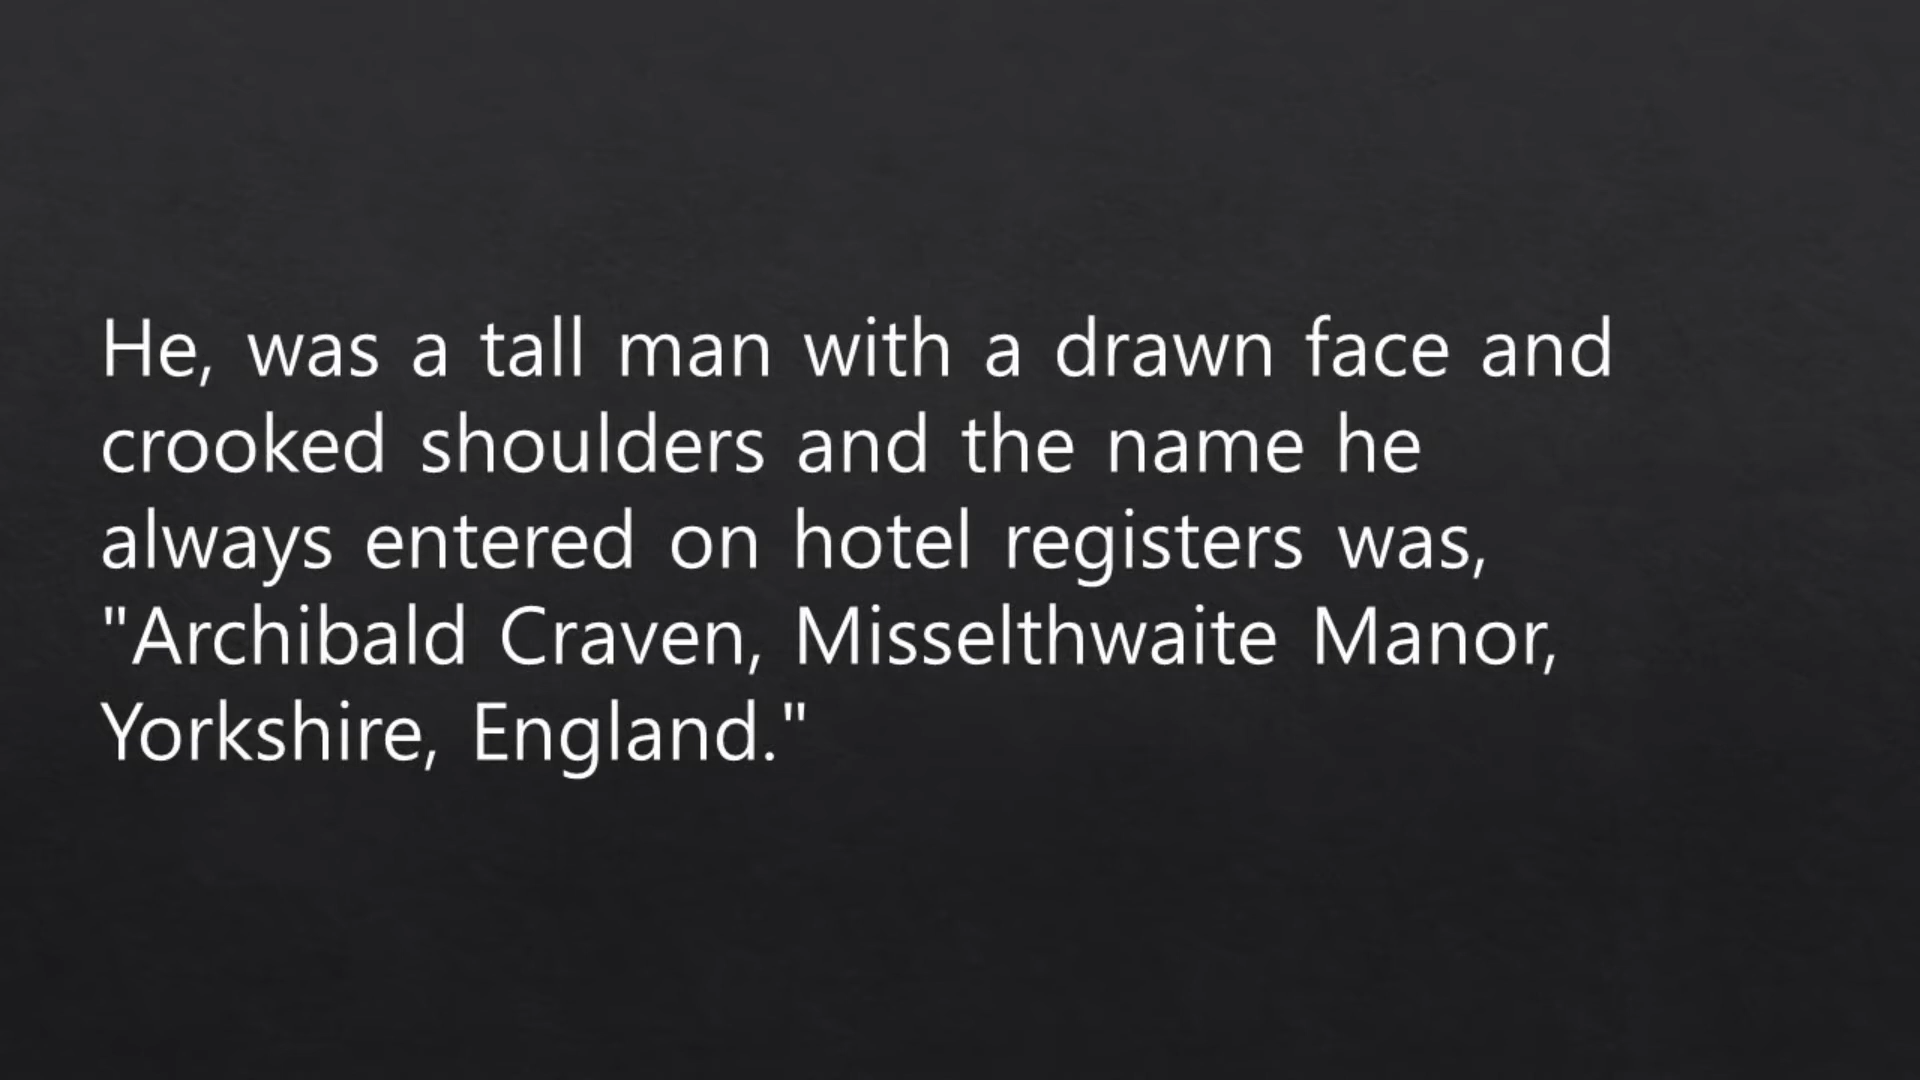 He, was a tall man with a drawn face and
crooked shoulders and the name he
always entered on hotel registers was,
"Archibald Craven, Misselthwaite Manor,
Yorkshire, England."